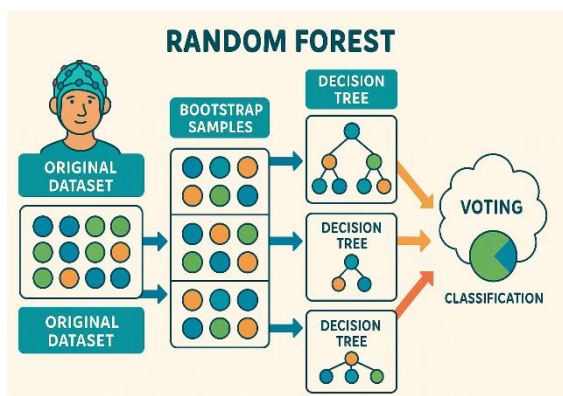 RANDOM FOREST
ORIGINAL
DATASET
ORIGINAL
DATASET
BOOTSTRAP
SAMPLES
DECISION
TREE
DECISION
TREE
DECISION
TREE
VOTING
CLASSIFICATION